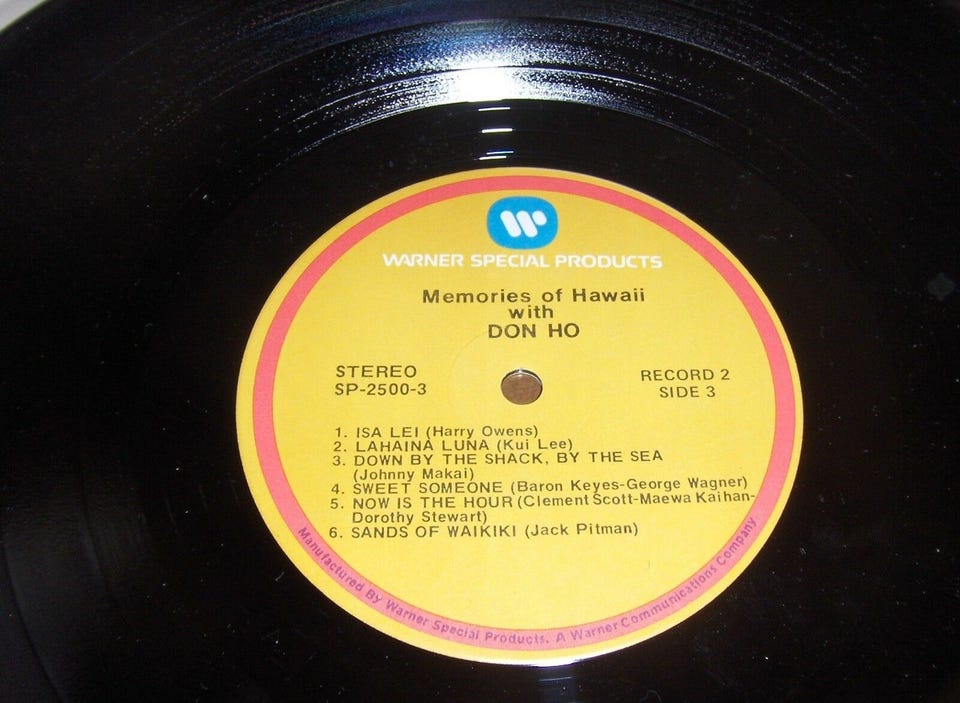 WARNER SPECIAL PRODUCTS
Memories of Hawaii
with
DON HO
STEREO
SP-2500-3
RECORD 2
SIDE 3
1. ISA LEI (Harry Owens)
2. LAHAINA LUNA (Kui Lee)
3. DOWN BY THE SHACK, BY THE SEA
(Johnny Makai)
4. SWEET SOMEONE (Baron Keyes-George Wagner)
5. NOW IS THE HOUR (Clement Scott-Maewa Kaihan-
Dorothy Stewart)
6. SANDS OF WAIKIKI (Jack Pitman)
Manufactured By Warner Special Products. A Warner Communications Company